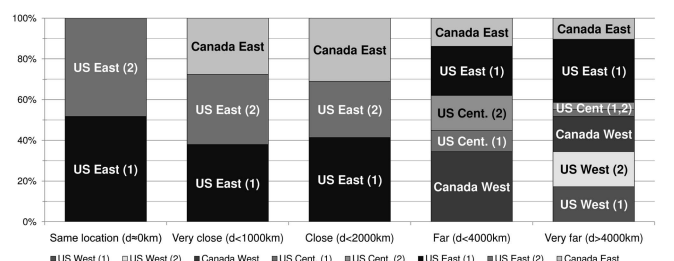 100%
80%
60%
40%
20%
0%
US East (2)
US East (1)
Canada East
US East (2)
US East (1)
Canada East
US East (2)
US East (1)
Canada East
US East (1)
US Cent. (2)
US Cent. (1)
Canada West
Canada East
US East (1)
US Cent (1,2)
Canada West
US West (2)
US West (1)
Same location (d≈0km) Very close (d<1000km) Close (d<2000km) Far (d<4000km) Very far (d>4000km)
US West (1) US West (2) Canada West US Cent. (1) US Cent. (2) US East (1) US East (2) Canada East